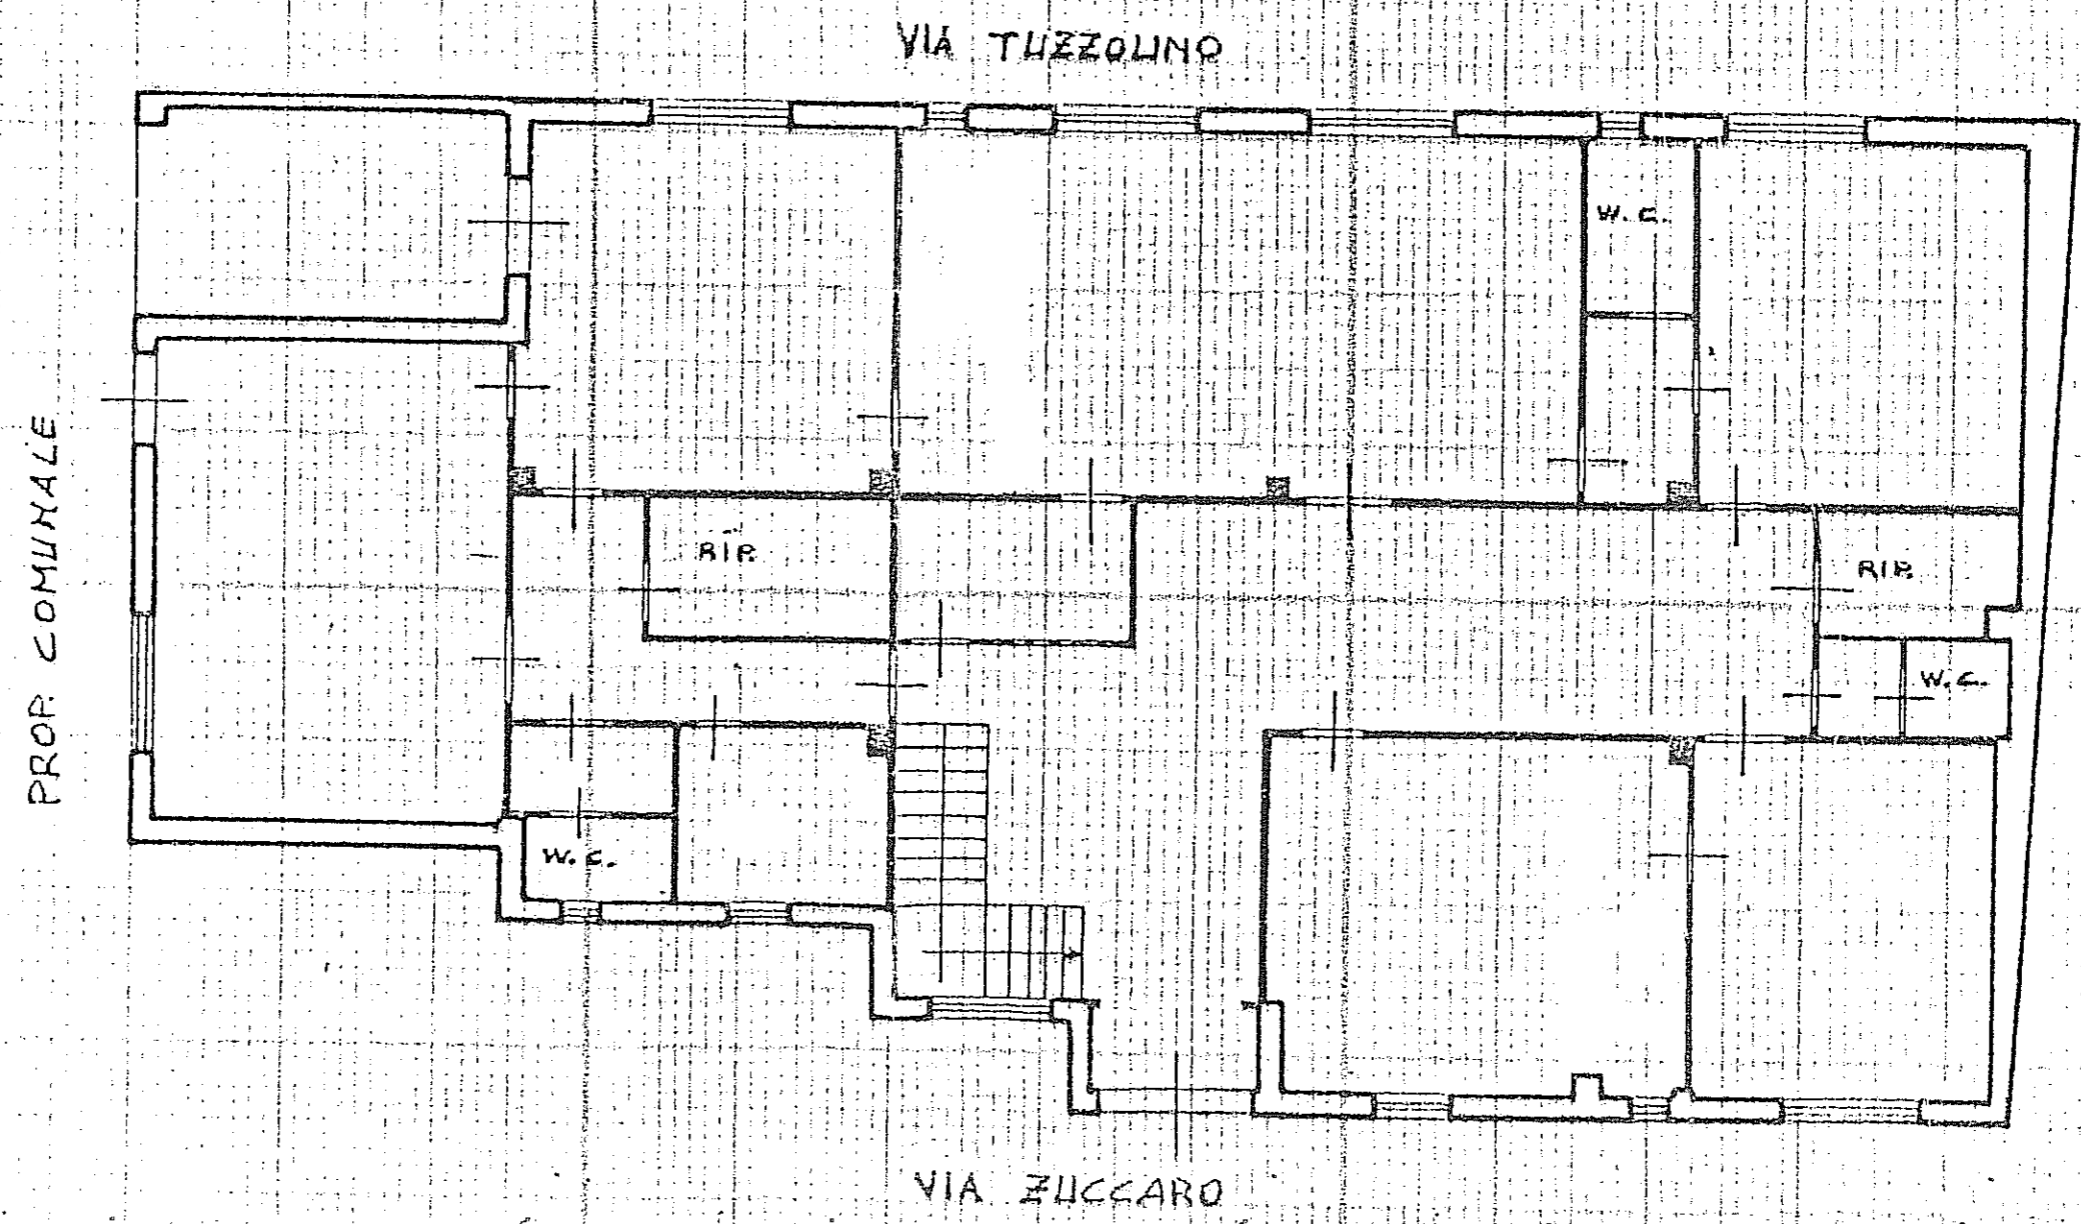 VIA TUZZOLINO
W.C.
PROP. COMUNALE
RIP.
RIP.
W.C.
W.C.
VIA ZUCCARO